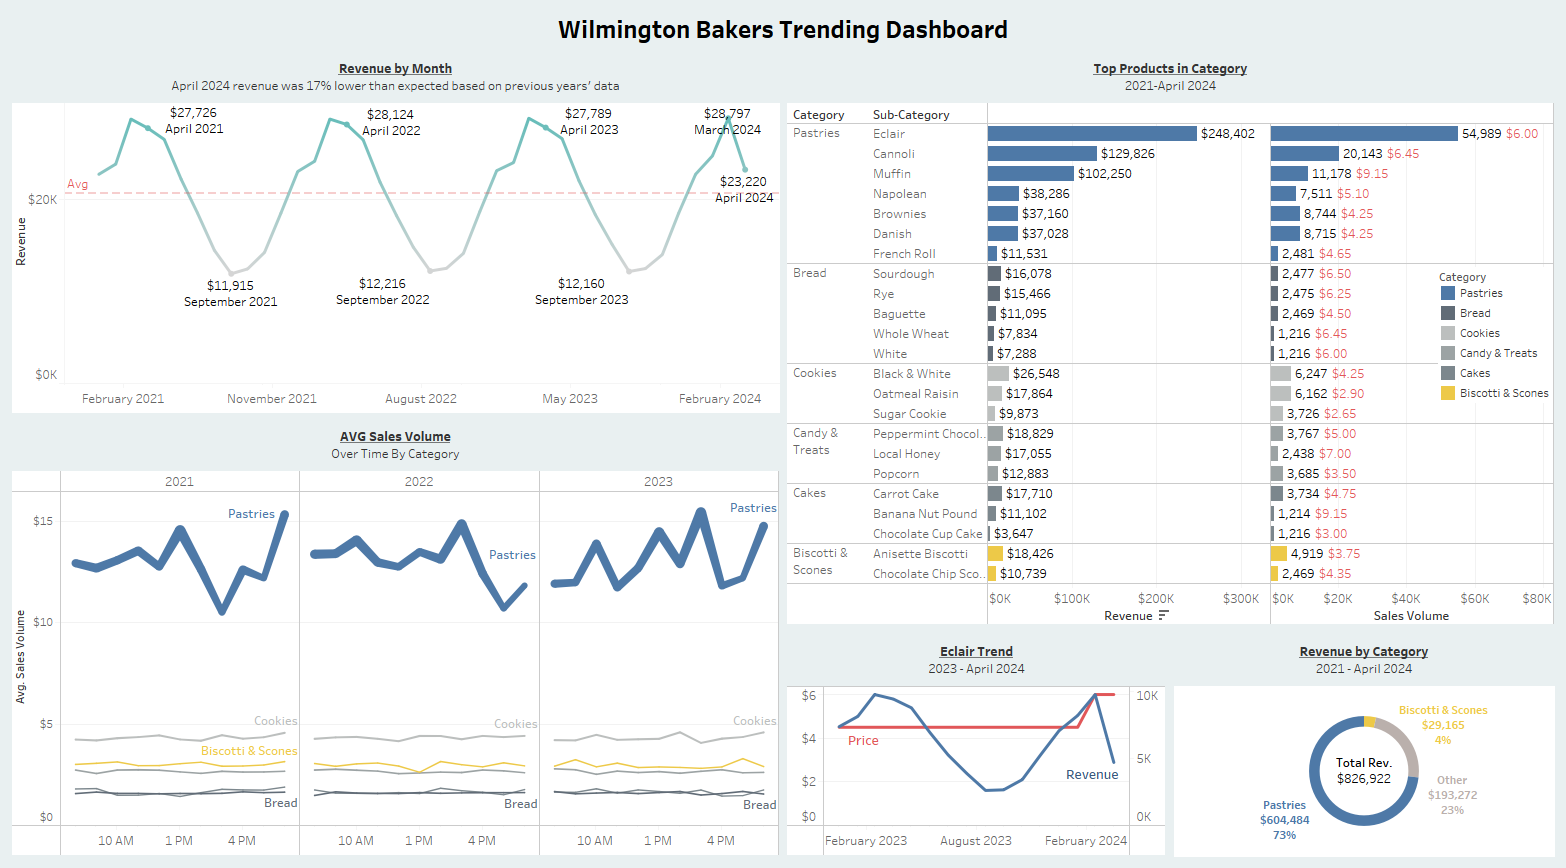 Wilmington Bakers Trending Dashboard
Revenue by Month
April 2024 revenue was 17% lower than expected based on previous years’ data
$27,726
April 2021
$28,124
April 2022
$27,789
April 2023
$28,797
March 2024
Avg
$23,220
April 2024
$20K
$0K
Revenue
$11,915
September 2021
$12,216
September 2022
$12,160
September 2023
February 2021 November 2021 August 2022 May 2023 February 2024
AVG Sales Volume
Over Time By Category
2021 2022 2023
Pastries
Pastries
Pastries
$15
$10
$5
$0
Avg. Sales Volume
Cookies
Cookies
Cookies
Biscotti & Scones
Bread
Bread
Bread
10 AM 1 PM 4 PM 10 AM 1 PM 4 PM 10 AM 1 PM 4 PM
Top Products in Category
2021-April 2024
Category Sub-Category
Pastries Eclair $248,402 54,989 $6.00
Cannoli $129,826 20,143 $6.45
Muffin $102,250 11,178 $9.15
Napolean $38,286 7,511 $5.10
Brownies $37,160 8,744 $4.25
Danish $37,028 8,715 $4.25
French Roll $11,531 2,481 $4.65
Bread Sourdough $16,078 2,477 $6.50
Rye $15,466 2,475 $6.25
Baguette $11,095 2,469 $4.50
Whole Wheat $7,834 1,216 $6.45
White $7,288 1,216 $6.00
Cookies Black & White $26,548 6,247 $4.25
Oatmeal Raisin $17,864 6,162 $2.90
Sugar Cookie $9,873 3,726 $2.65
Candy & Treats Peppermint Chocol.. $18,829 3,767 $5.00
Local Honey $17,055 2,438 $7.00
Popcorn $12,883 3,685 $3.50
Cakes Carrot Cake $17,710 3,734 $4.75
Banana Nut Pound $11,102 1,214 $9.15
Chocolate Cup Cake $3,647 1,216 $3.00
Biscotti & Scones Anisette Biscotti $18,426 4,919 $3.75
Chocolate Chip Sco.. $10,739 2,469 $4.35
$0K $100K $200K $300K $0K $20K $40K $60K $80K
Revenue Sales Volume
Category
Pastries
Bread
Cookies
Candy & Treats
Cakes
Biscotti & Scones
Eclair Trend
2023 - April 2024
$6
$4
$2
$0
10K
5K
0K
Price
Revenue
February 2023 August 2023 February 2024
Revenue by Category
2021 - April 2024
Biscotti & Scones
$29,165
4%
Total Rev.
$826,922
Other
$193,272
23%
Pastries
$604,484
73%